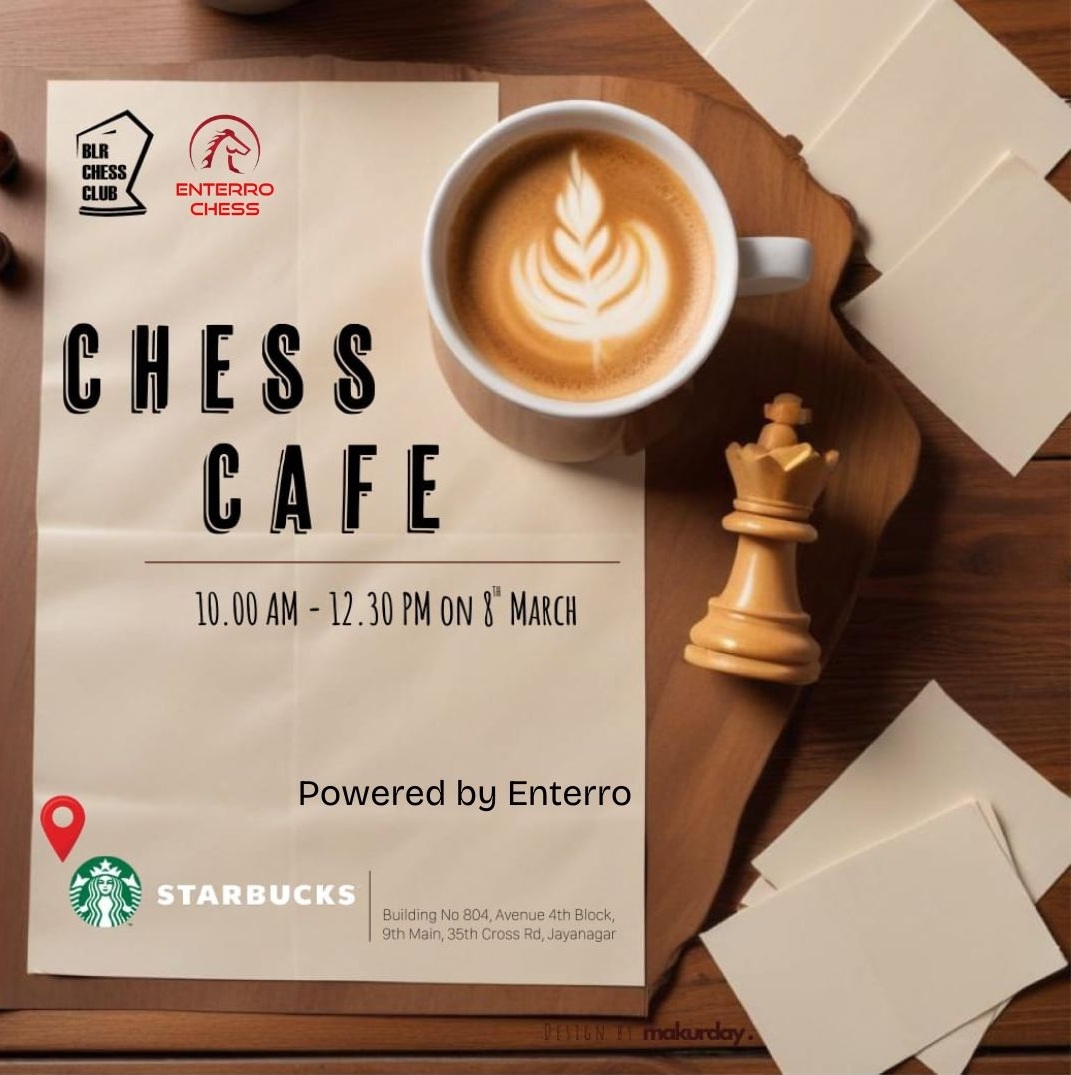 BLR
CHESS
CLUB
ENTERRO
CHESS
CHESS
CAFE
10.00 AM - 12.30 PM ON 8TH MARCH
Powered by Enterro
STARBUCKS
Building No 804, Avenue 4th Block,
9th Main, 35th Cross Rd, Jayanagar
DESIGN BY makurday.